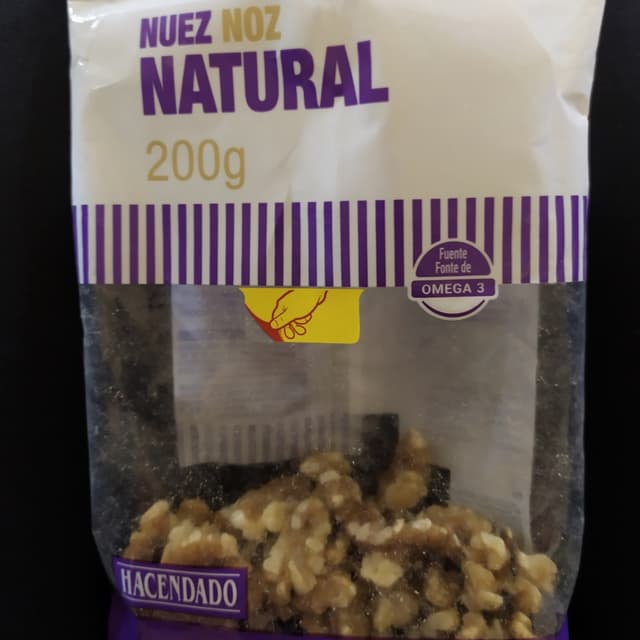 NUEZ NOZ
NATURAL
200g
Fuente
Fonte de
OMEGA 3
HACENDADO